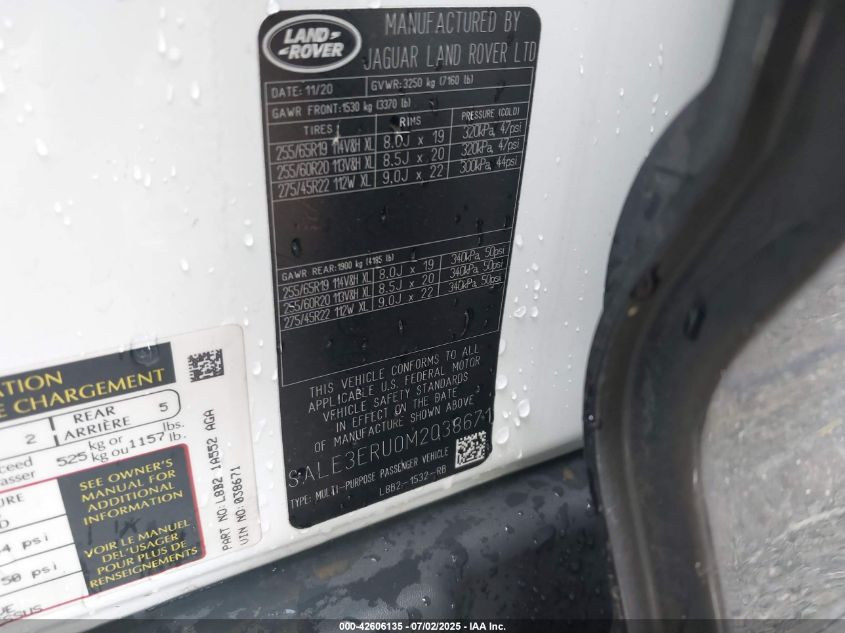 LAND ROVER
MANUFACTURED BY
JAGUAR LAND ROVER LTD
DATE: 11/20 GVWR: 3250 kg (7160 lb)
GAWR FRONT: 1530 kg (3370 lb)
TIRES RIMS PRESSURE (COLD)
255/65R19 114V&H XL 8.0J x 19 320kPa, 47psi
255/60R20 113V&H XL 8.5J x 20 320kPa, 47psi
275/45R22 112W XL 9.0J x 22 300kPa, 44psi
GAWR REAR: 1900 kg (4185 lb)
255/65R19 114V&H XL 8.0J x 19 340kPa, 50psi
255/60R20 113V&H XL 8.5J x 20 340kPa, 50psi
275/45R22 112W XL 9.0J x 22 340kPa, 50psi
THIS VEHICLE CONFORMS TO ALL
APPLICABLE U.S. FEDERAL MOTOR
VEHICLE SAFETY STANDARDS
IN EFFECT ON THE DATE
OF MANUFACTURE SHOWN ABOVE
SALE3ERU0M2038671
TYPE: MULTI-PURPOSE PASSENGER VEHICLE
L8B2-1532-RB
ATION
E CHARGEMENT
2 REAR ARRIÈRE 5
ceed
asser 525 kg or kg ou 1157 lbs. lb.
SEE OWNER'S
MANUAL FOR
ADDITIONAL
INFORMATION
VOIR LE MANUEL
DE L'USAGER
POUR PLUS DE
RENSEIGNEMENTS
URE
D
4 psi
50 psi
UE
ESSUS
PART NO: L8B2 1A552 AGA
VIN NO: 038671
000-42606135 - 07/02/2025 - IAA Inc.